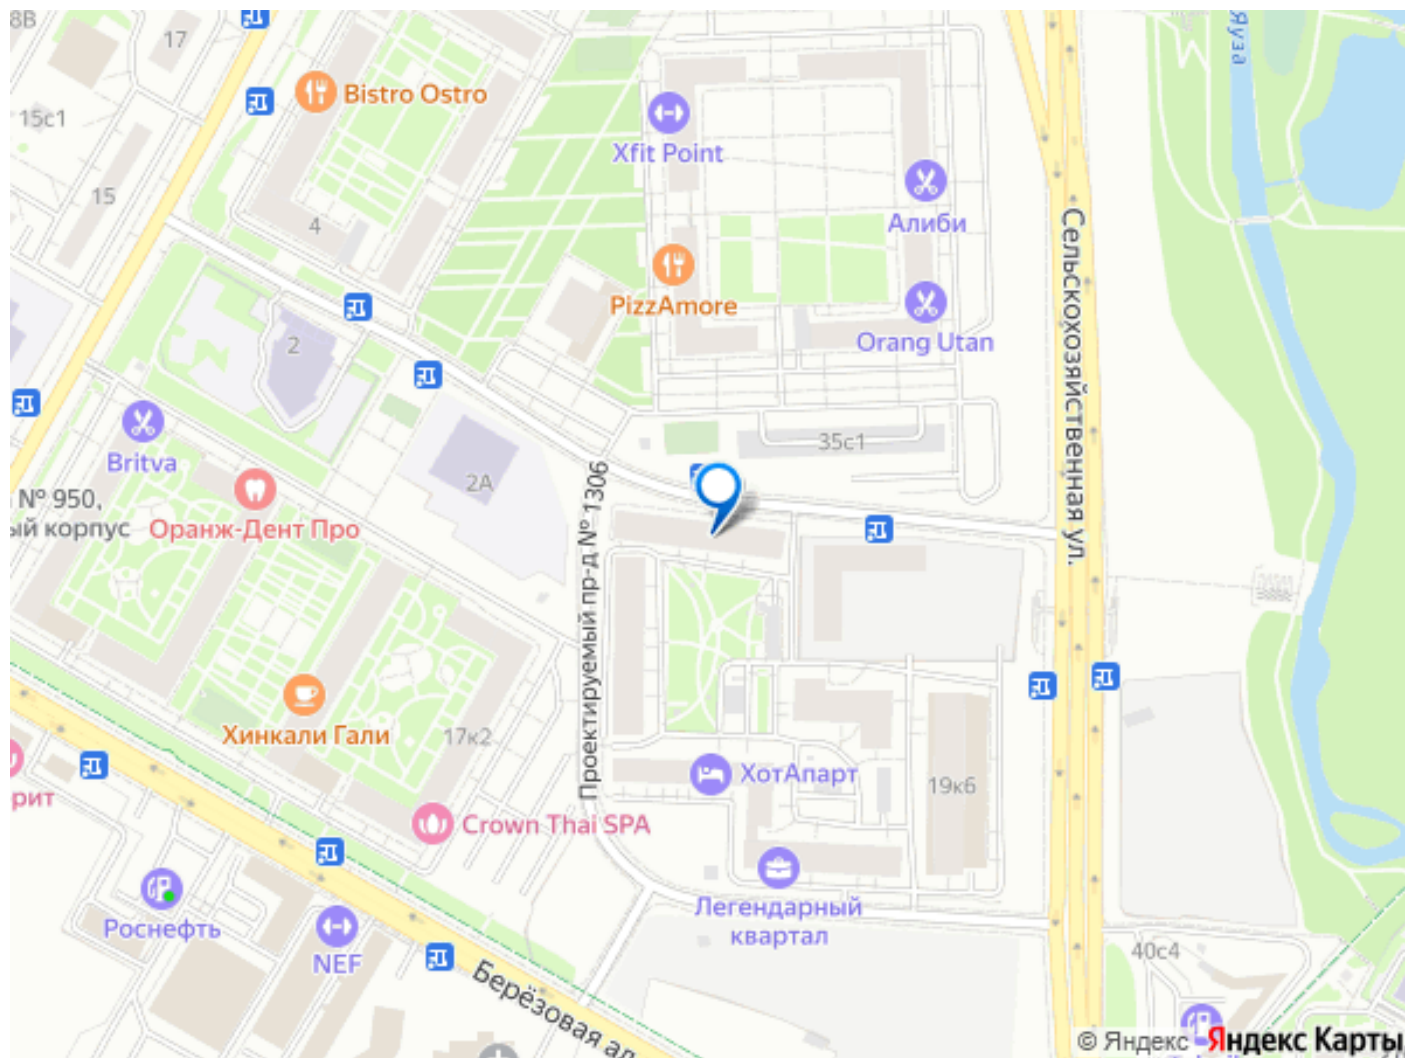 8В
17
15с1
Bistro Ostro
Xfit Point
Яуза
15
4
Алиби
PizzAmore
Orang Utan
2
Сельскохозяйственная ул.
35с1
Britva
2А
№ 950,
ый корпус
Оранж-Дент Про
Проектируемый пр-д № 1306
Хинкали Гали
17к2
ХотАпарт
19к6
рит
Crown Thai SPA
Роснефть
Легендарный
квартал
NEF
40с4
Берёзовая ал
© Яндекс Яндекс Карты